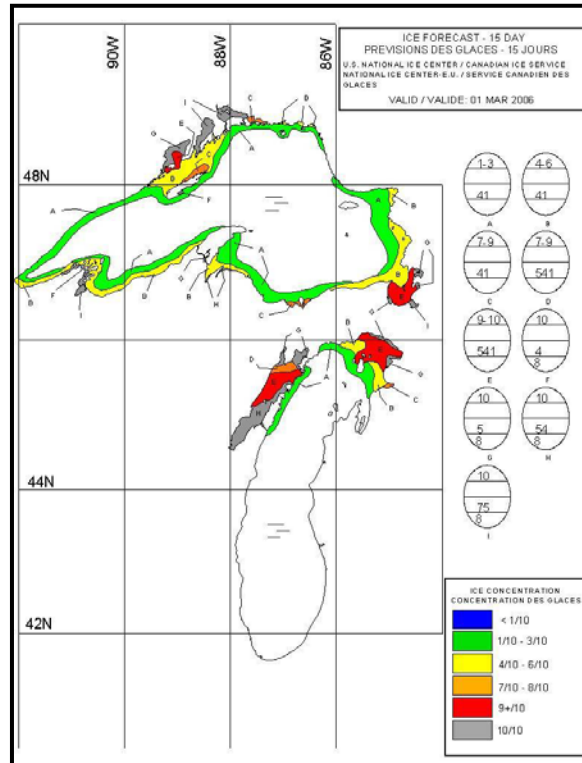 ICE FORECAST - 15 DAY
PREVISIONS DES GLACES - 15 JOURS
U.S. NATIONAL ICE CENTER / CANADIAN ICE SERVICE
NATIONAL ICE CENTER-E.U. / SERVICE CANADIEN DES
GLACES
VALID / VALIDE: 01 MAR 2006
90W
88W
86W
48N
44N
42N
I
C
D
E
G
A
C
B
F
A
A
B
A
B
G
E
I
A
A
B
F
I
D
G
B
H
C
G
B
D
A
G
H
B
C
1-3
41
A
4-6
41
B
7-9
41
C
7-9
541
D
9-10
541
E
10
4
8
F
10
5
8
G
10
54
8
H
10
75
8
I
ICE CONCENTRATION
CONCENTRATION DES GLACES
< 1/10
1/10 - 3/10
4/10 - 6/10
7/10 - 8/10
9+/10
10/10